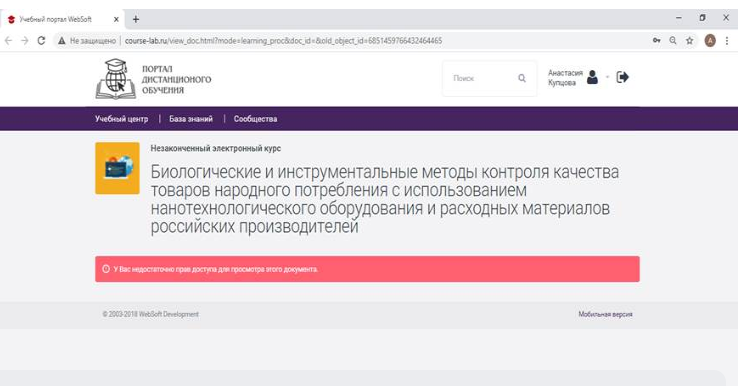 Учебный портал WebSoft
Не защищено | course-lab.ru/view_doc.html?mode=learning_proc&doc_id=&old_object_id=6851459766432464465
ПОРТАЛ
ДИСТАНЦИОННОГО
ОБУЧЕНИЯ
Поиск
Анастасия
Купцова
Учебный центр | База знаний | Сообщества
Незаконченный электронный курс
Биологические и инструментальные методы контроля качества
товаров народного потребления с использованием
нанотехнологического оборудования и расходных материалов
российских производителей
У Вас недостаточно прав доступа для просмотра этого документа.
© 2003-2018 WebSoft Development
Мобильная версия